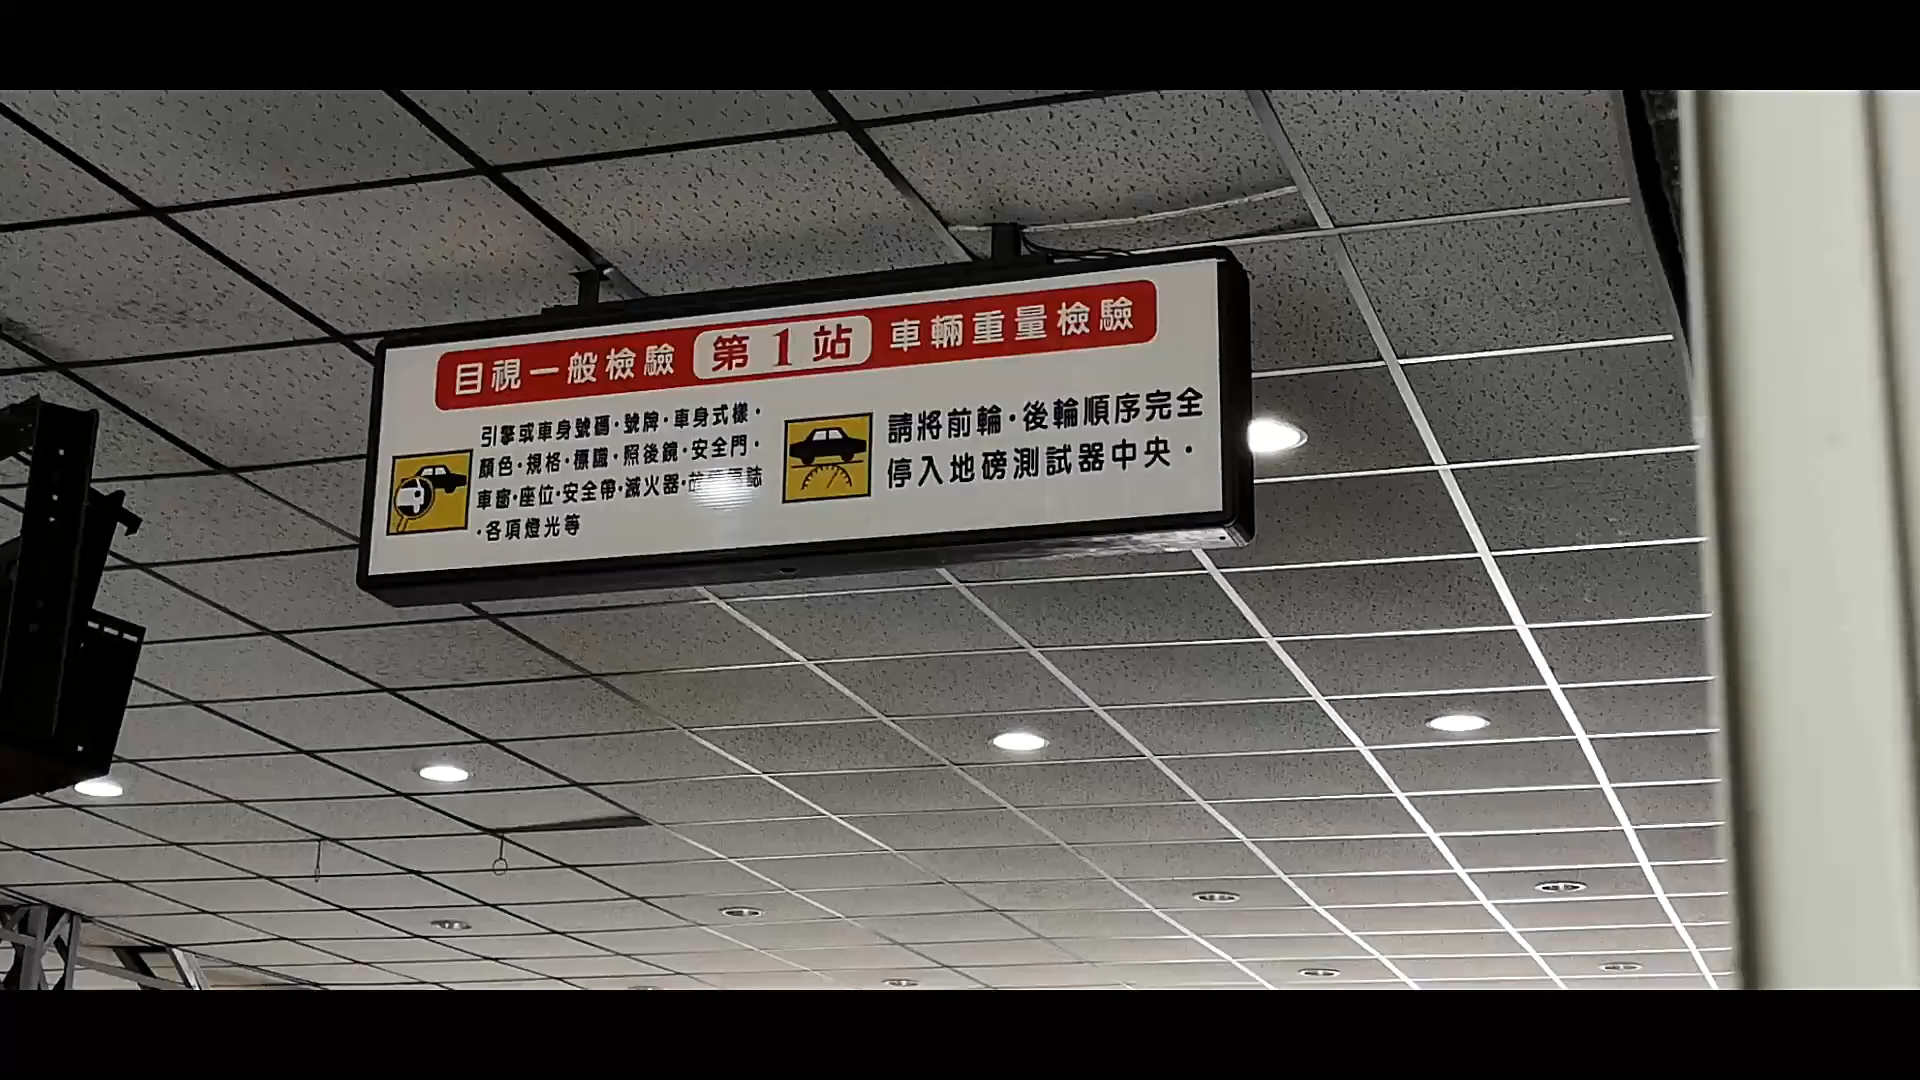 目視一般檢驗 第1站 車輛重量檢驗
引擎或車身號碼·號牌·車身式樣·
顏色·規格·標識·照後鏡·安全門·
車窗·座位·安全帶·滅火器·
·各項燈光等
請將前輪·後輪順序完全
停入地磅測試器中央·